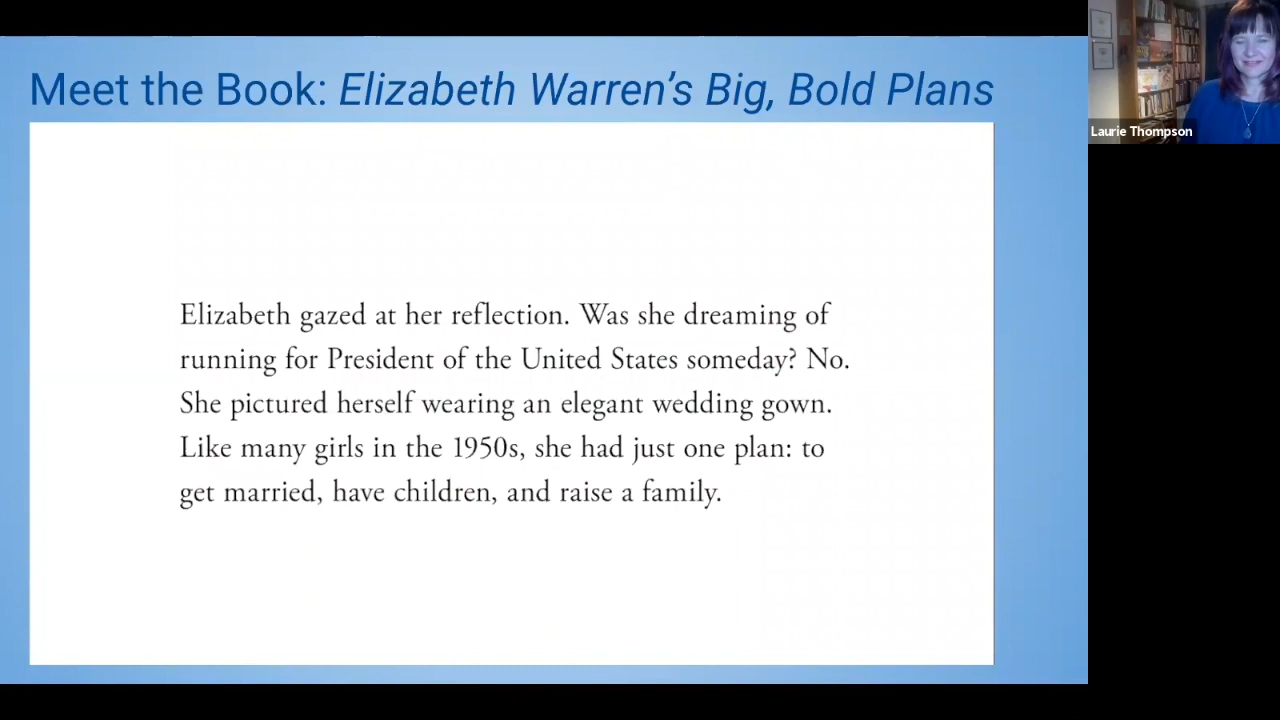 Meet the Book: Elizabeth Warren’s Big, Bold Plans
Laurie Thompson
Elizabeth gazed at her reflection. Was she dreaming of
running for President of the United States someday? No.
She pictured herself wearing an elegant wedding gown.
Like many girls in the 1950s, she had just one plan: to
get married, have children, and raise a family.